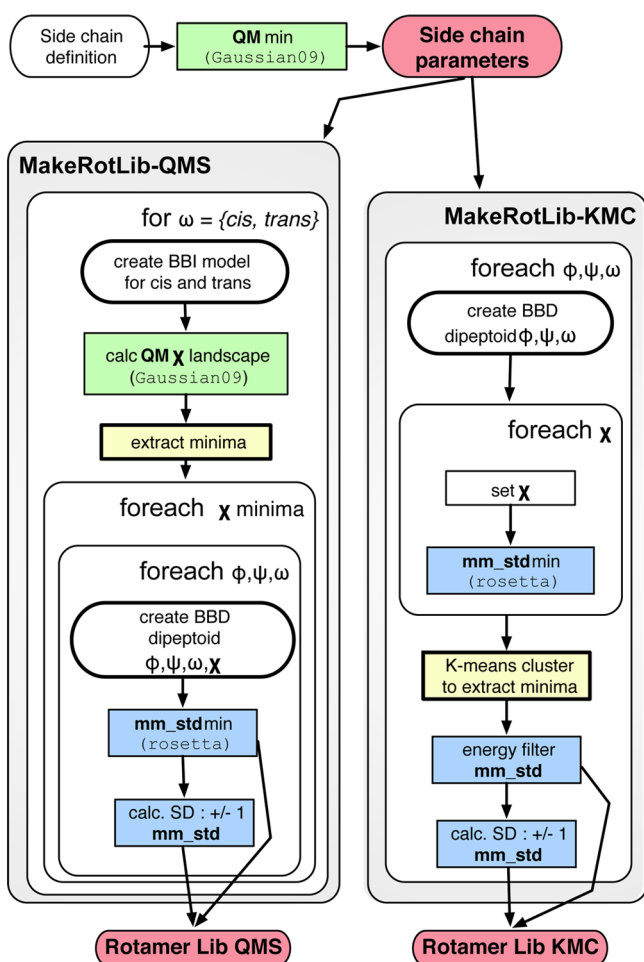 Side chain
definition
QM min
(Gaussian09)
Side chain
parameters
MakeRotLib-QMS
for ω = {cis, trans}
create BBI model
for cis and trans
calc QM χ landscape
(Gaussian09)
extract minima
foreach χ minima
foreach ϕ,ψ,ω
create BBD
dipeptoid
ϕ,ψ,ω,χ
mm_std min
(rosetta)
calc. SD : +/- 1
mm_std
Rotamer Lib QMS
MakeRotLib-KMC
foreach ϕ,ψ,ω
create BBD
dipeptoid ϕ,ψ,ω
foreach χ
set χ
mm_std min
(rosetta)
K-means cluster
to extract minima
energy filter
mm_std
calc. SD : +/- 1
mm_std
Rotamer Lib KMC